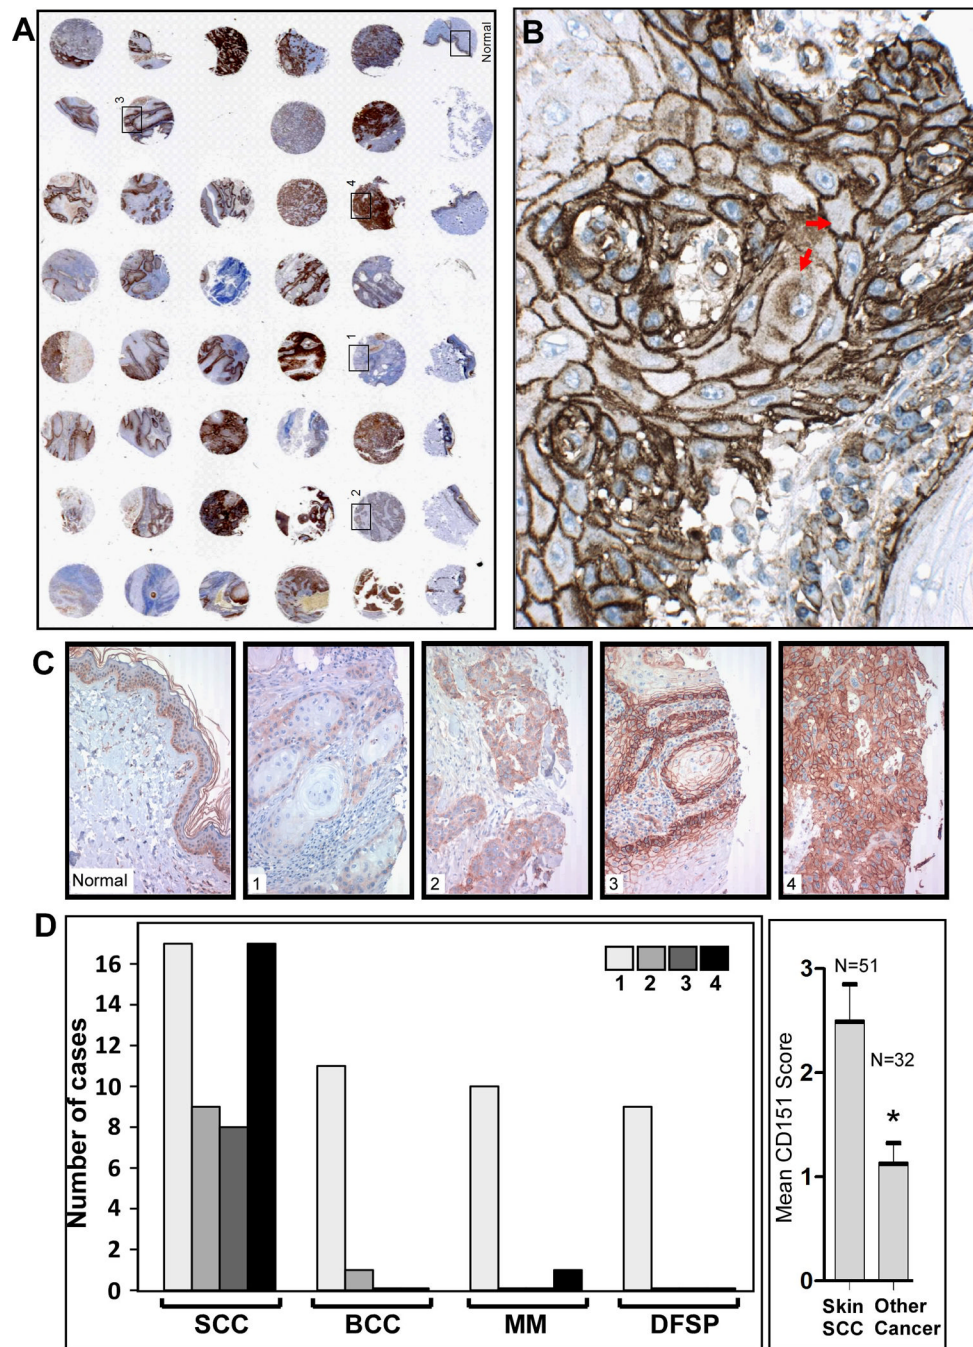 A
Normal
3
4
1
2
B
C
Normal
1
2
3
4
D
Number of cases
16
14
12
10
8
6
4
2
0
1 2 3 4
SCC BCC MM DFSP
Mean CD151 Score
3
2
1
0
N=51
N=32
*
Skin Other
SCC Cancer